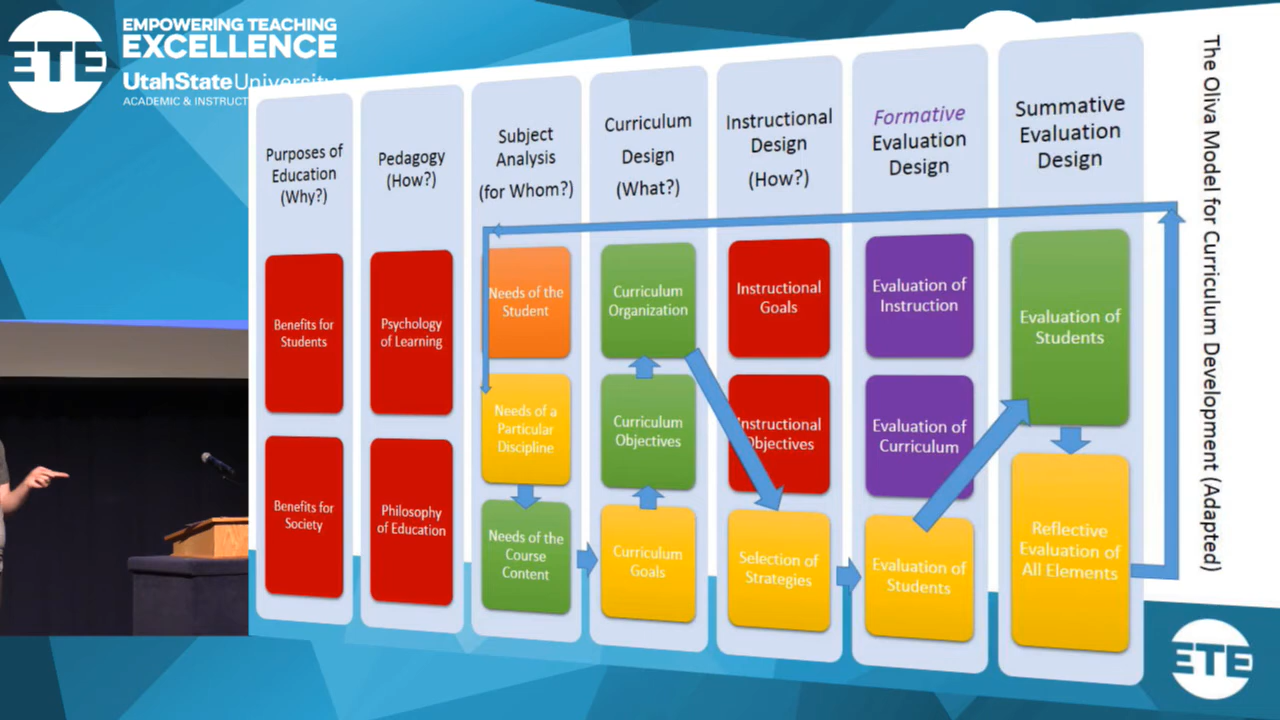 ETE
EMPOWERING TEACHING
EXCELLENCE
UtahState University
ACADEMIC & INSTRUCT
Purposes of
Education
(Why?)
Benefits for
Students
Benefits for
Society
Pedagogy
(How?)
Psychology
of Learning
Philosophy
of Education
Subject
Analysis
(for Whom?)
Needs of the
Student
Needs of a
Particular
Discipline
Needs of the
Course
Content
Curriculum
Design
(What?)
Curriculum
Organization
Curriculum
Objectives
Curriculum
Goals
Instructional
Design
(How?)
Instructional
Goals
Instructional
Objectives
Selection of
Strategies
Formative
Evaluation
Design
Evaluation of
Instruction
Evaluation of
Curriculum
Evaluation of
Students
Summative
Evaluation
Design
Evaluation of
Students
Reflective
Evaluation of
All Elements
The Oliva Model for Curriculum Development (Adapted)
ETE